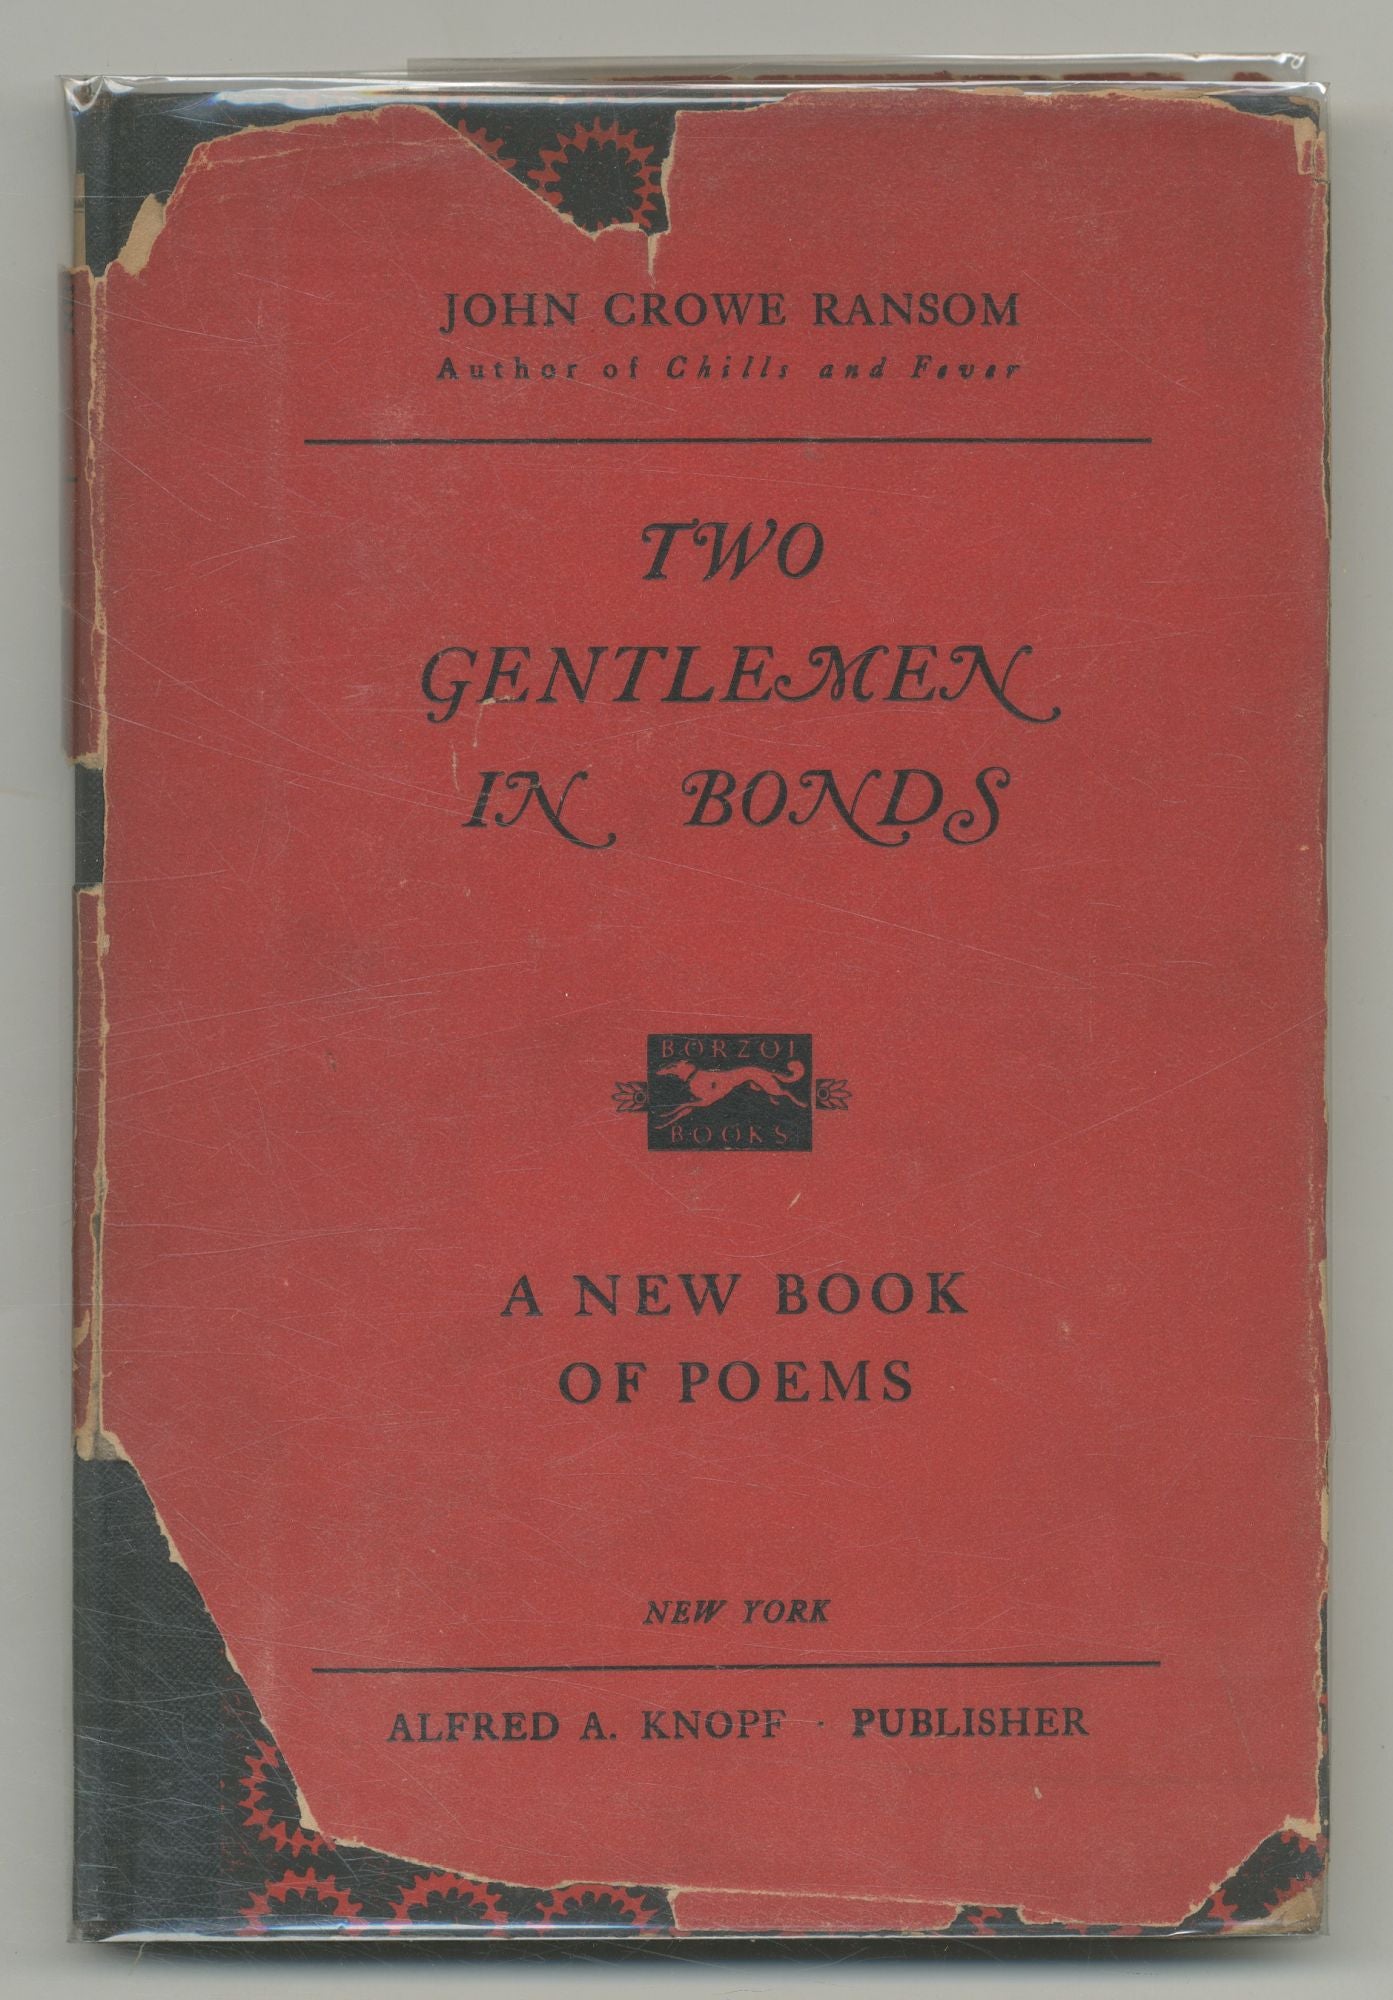 JOHN CROWE RANSOM
Author of Chills and Fever
TWO
GENTLEMEN
IN BONDS
BORZOI
BOOKS
A NEW BOOK
OF POEMS
NEW YORK
ALFRED A. KNOPF · PUBLISHER